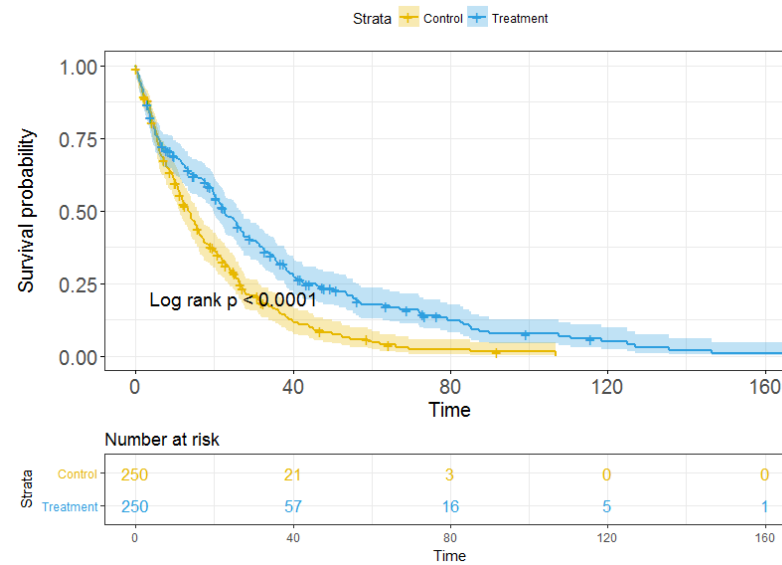 Strata Control Treatment
1.00
0.75
0.50
0.25
0.00
Survival probability
Log rank p < 0.0001
0 40 80 120 160
Time
Number at risk
Strata
Control 250 21 3 0 0
Treatment 250 57 16 5 1
0 40 80 120 160
Time